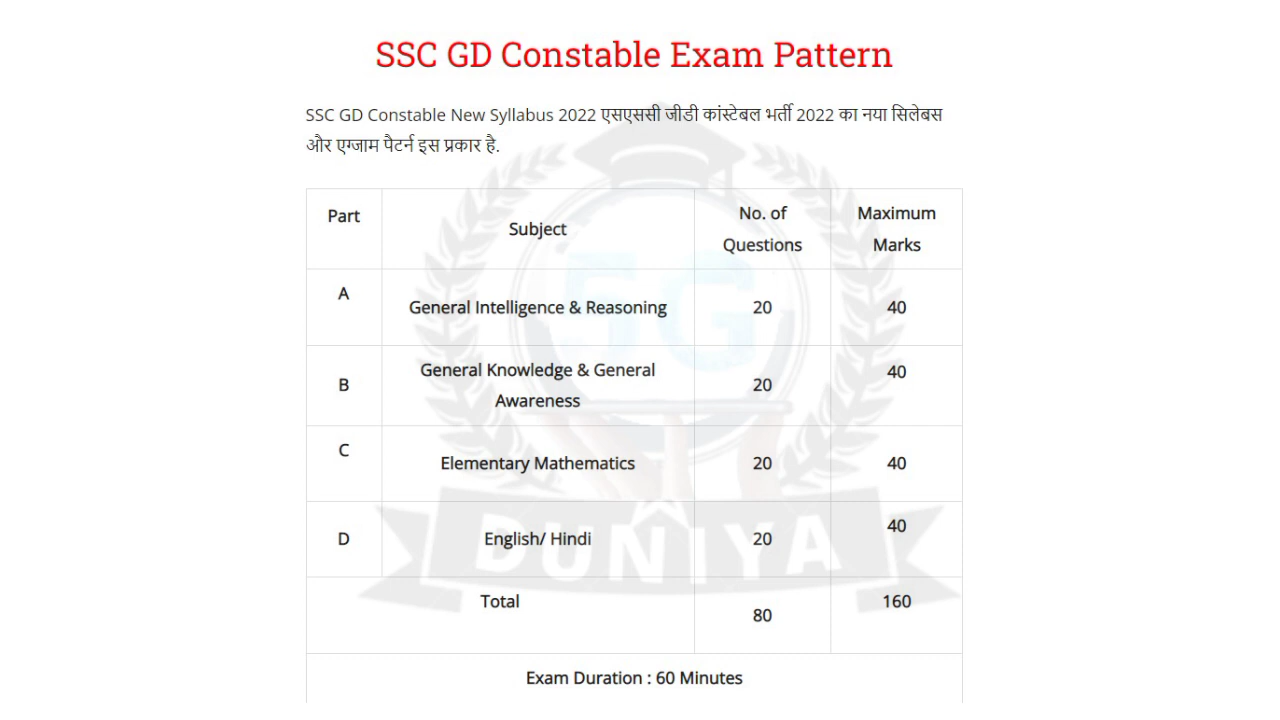 SSC GD Constable Exam Pattern
SSC GD Constable New Syllabus 2022 एसएससी जीडी कांस्टेबल भर्ती 2022 का नया सिलेबस
और एग्जाम पैटर्न इस प्रकार है.
Part Subject No. of Questions Maximum Marks
A General Intelligence & Reasoning 20 40
B General Knowledge & General Awareness 20 40
C Elementary Mathematics 20 40
D English/ Hindi 20 40
Total 80 160
Exam Duration : 60 Minutes
5G
DUNIYA